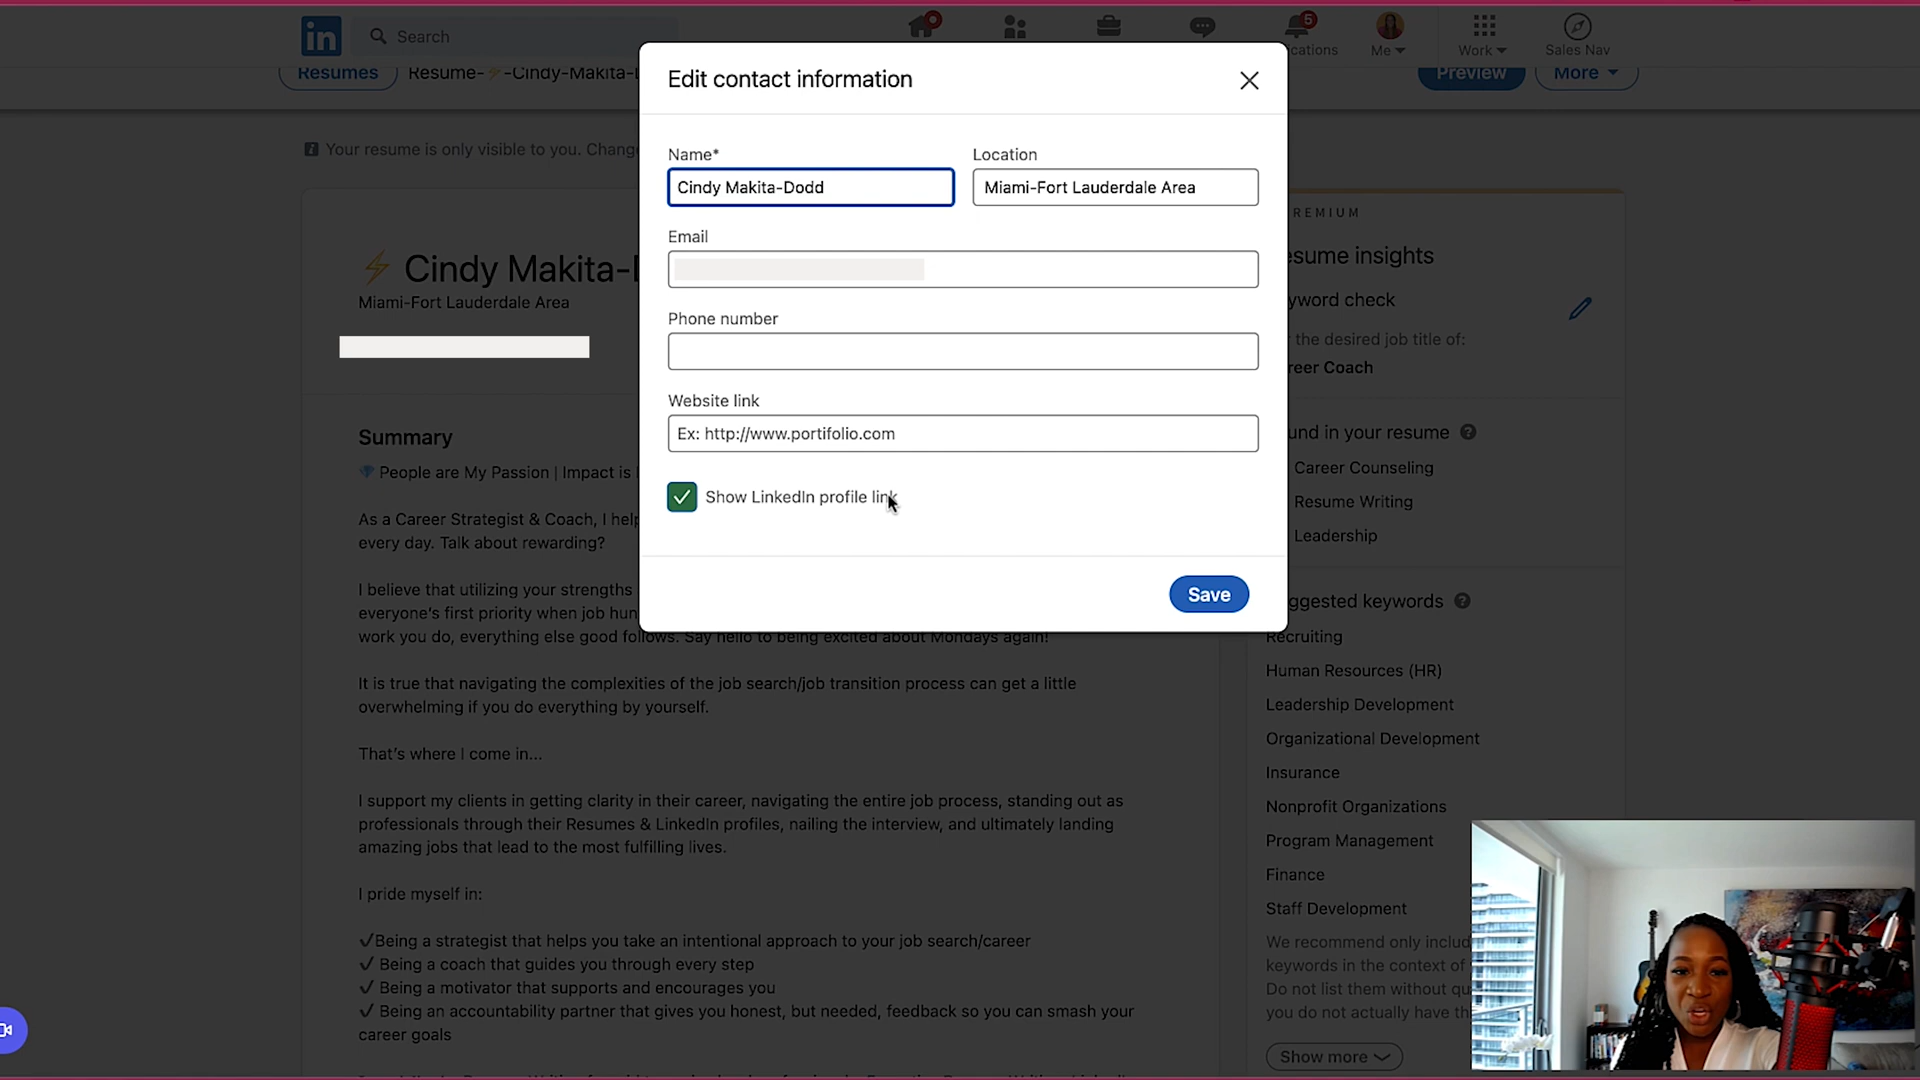 in
Search
5
cations
Me
Work
Sales Nav
Resumes
Resume-⚡-Cindy-Makita-
Preview
More
Your resume is only visible to you. Change
Edit contact information
Name*
Location
Cindy Makita-Dodd
Miami-Fort Lauderdale Area
Email
Phone number
Website link
Ex: http://www.portifolio.com
Show LinkedIn profile link
Save
⚡ Cindy Makita-
Miami-Fort Lauderdale Area
Summary
💎 People are My Passion | Impact is
As a Career Strategist & Coach, I help
every day. Talk about rewarding?
I believe that utilizing your strengths
everyone's first priority when job hun
work you do, everything else good follows. Say hello to being excited about Mondays again!
It is true that navigating the complexities of the job search/job transition process can get a little
overwhelming if you do everything by yourself.
That's where I come in...
I support my clients in getting clarity in their career, navigating the entire job process, standing out as
professionals through their Resumes & LinkedIn profiles, nailing the interview, and ultimately landing
amazing jobs that lead to the most fulfilling lives.
I pride myself in:
✓Being a strategist that helps you take an intentional approach to your job search/career
✓ Being a coach that guides you through every step
✓ Being a motivator that supports and encourages you
✓ Being an accountability partner that gives you honest, but needed, feedback so you can smash your
career goals
REMIUM
esume insights
yword check
the desired job title of:
reer Coach
und in your resume
Career Counseling
Resume Writing
Leadership
ggested keywords
Recruiting
Human Resources (HR)
Leadership Development
Organizational Development
Insurance
Nonprofit Organizations
Program Management
Finance
Staff Development
We recommend only includ
keywords in the context of
Do not list them without qu
you do not actually have th
Show more